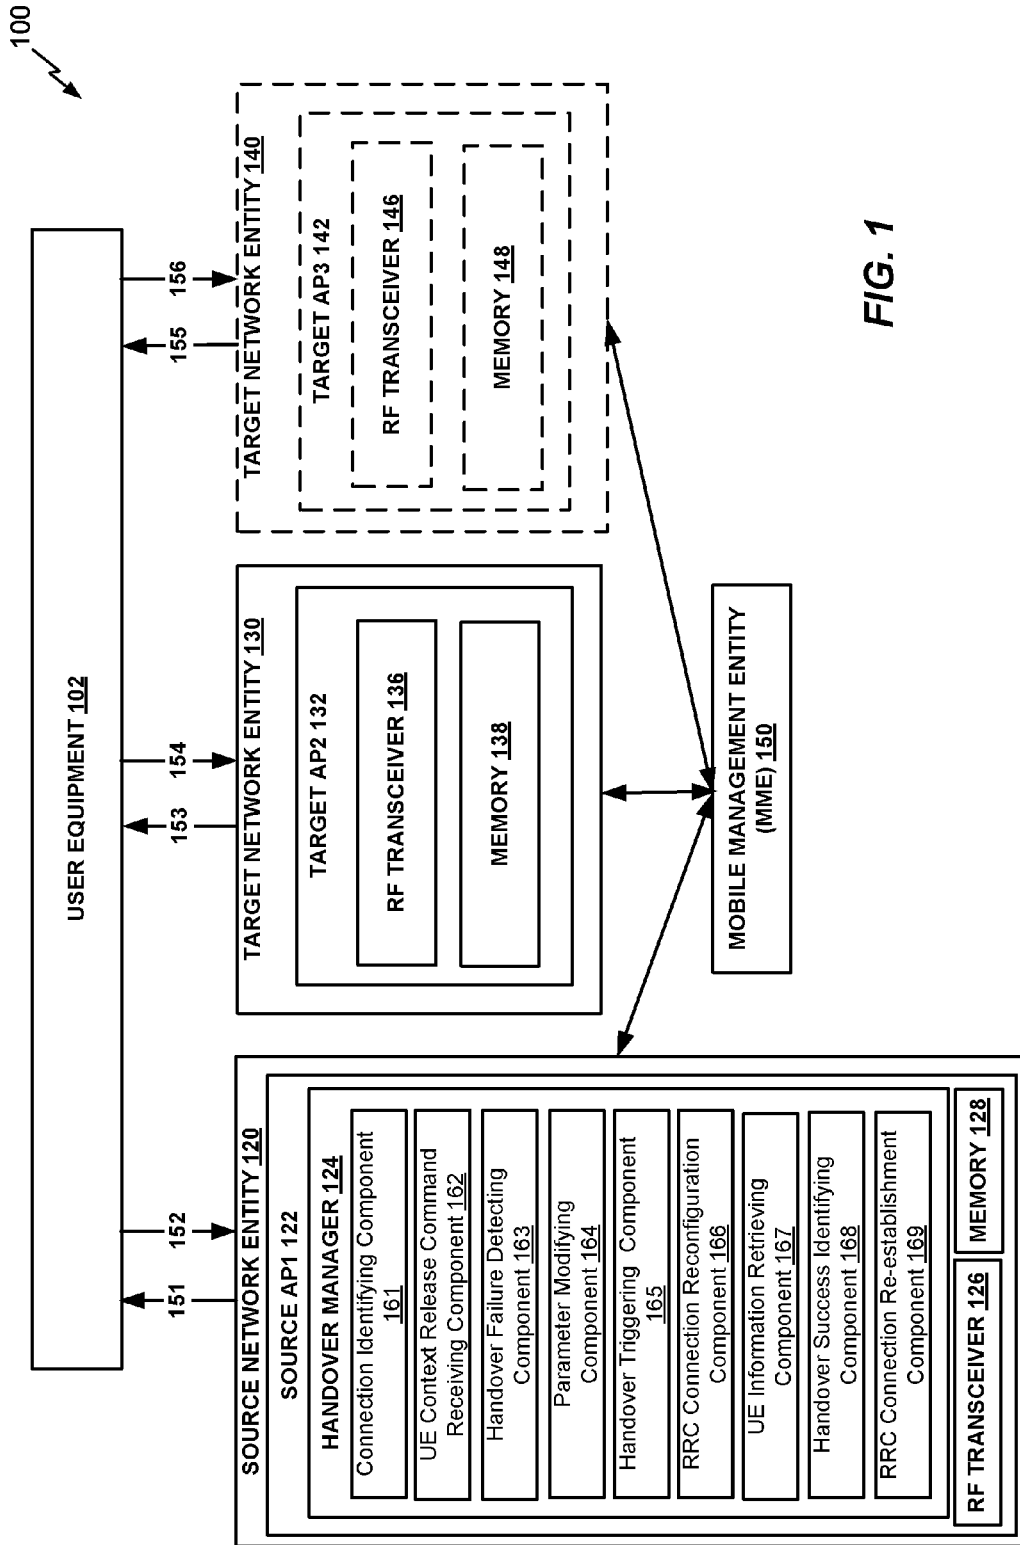 100
USER EQUIPMENT 102
151
152
153
154
155
156
SOURCE NETWORK ENTITY 120
SOURCE AP1 122
HANDOVER MANAGER 124
Connection Identifying Component
161
UE Context Release Command
Receiving Component 162
Handover Failure Detecting
Component 163
Parameter Modifying
Component 164
Handover Triggering Component
165
RRC Connection Reconfiguration
Component 166
UE Information Retrieving
Component 167
Handover Success Identifying
Component 168
RRC Connection Re-establishment
Component 169
RF TRANSCEIVER 126
MEMORY 128
TARGET NETWORK ENTITY 130
TARGET AP2 132
RF TRANSCEIVER 136
MEMORY 138
TARGET NETWORK ENTITY 140
TARGET AP3 142
RF TRANSCEIVER 146
MEMORY 148
MOBILE MANAGEMENT ENTITY
(MME) 150
FIG. 1